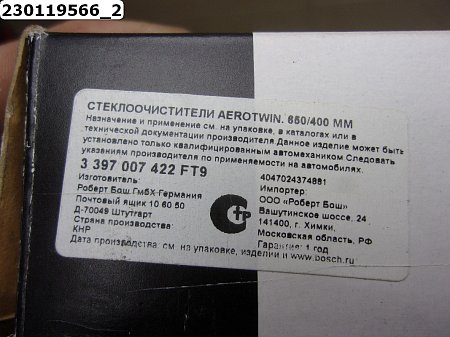 230119566_2
СТЕКЛООЧИСТИТЕЛИ AEROTWIN. 650/400 ММ
Назначение и применение см. на упаковке, в каталогах или в
технической документации производителя Данное изделие может быть
установлено только квалифицированным автомехаником Следовать
указаниям производителя по применяемости на автомобилях.
3 397 007 422 FT9
4047024374881
Изготовитель:
Импортер:
Роберт Бош ГмбХ Германия
ООО «Роберт Бош»
Почтовый ящик 10 60 50
Вашутинское шоссе, 24
Д-70049 Штутгарт
141400, г. Химки,
Страна производства:
Московская область, РФ
КНР
Гарантия: 1 год
Дата производства см. на упаковке, изделии и www.bosch.ru